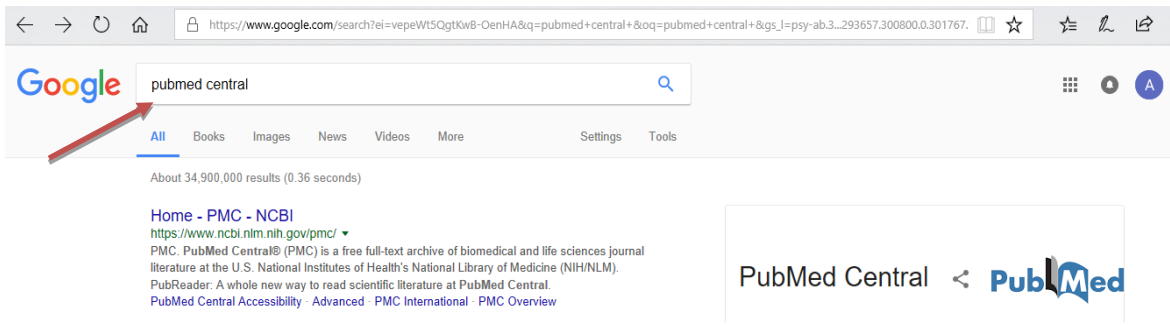 https://www.google.com/search?ei=vepeWt5QgtKwB-OenHA&q=pubmed+central+&oq=pubmed+central+&gs_l=psy-ab.3...293657.300800.0.301767.
Google
pubmed central
A
All Books Images News Videos More Settings Tools
About 34,900,000 results (0.36 seconds)
Home - PMC - NCBI
https://www.ncbi.nlm.nih.gov/pmc/
PMC. PubMed Central® (PMC) is a free full-text archive of biomedical and life sciences journal
literature at the U.S. National Institutes of Health's National Library of Medicine (NIH/NLM).
PubReader: A whole new way to read scientific literature at PubMed Central.
PubMed Central Accessibility · Advanced · PMC International · PMC Overview
PubMed Central
PubMed